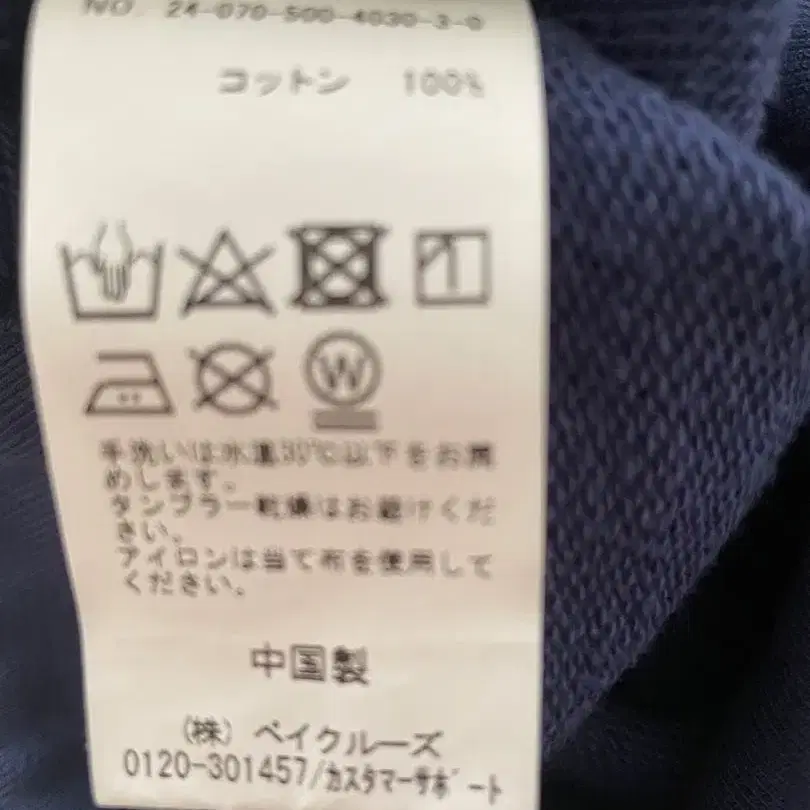 NO. 24-070-500-4030-3-0
コットン 100%
W
手洗いは水温30℃以下をお薦
めします。
タンブラー乾燥はお避けくだ
さい。
アイロンは当て布を使用して
ください。
中国製
(株) ベイクルーズ
0120-301457/カスタマーサポート